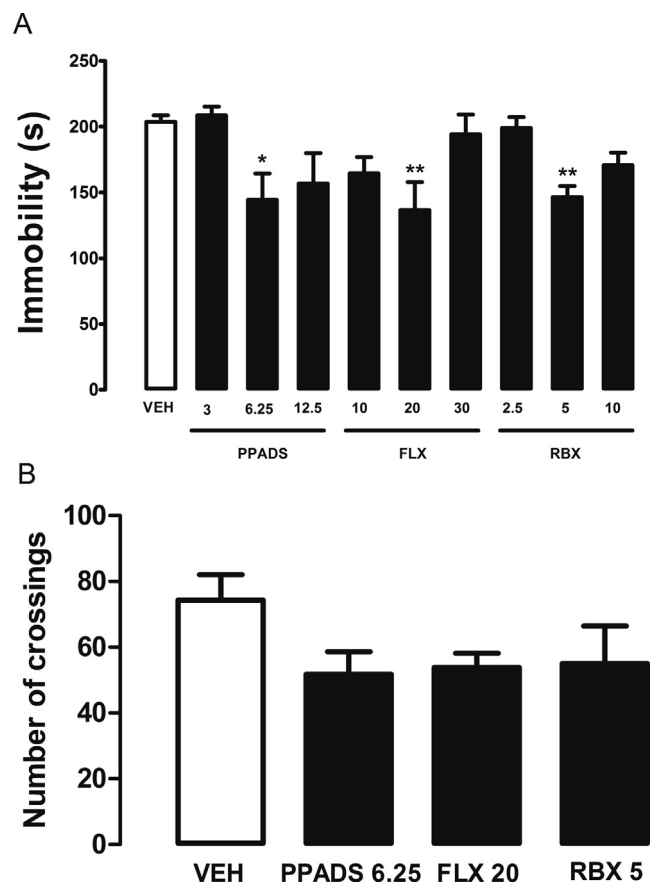 A
Immobility (s)
250
200
150
100
50
0
* ** **
VEH 3 6.25 12.5 10 20 30 2.5 5 10
PPADS FLX RBX
B
Number of crossings
100
80
60
40
20
0
VEH PPADS 6.25 FLX 20 RBX 5